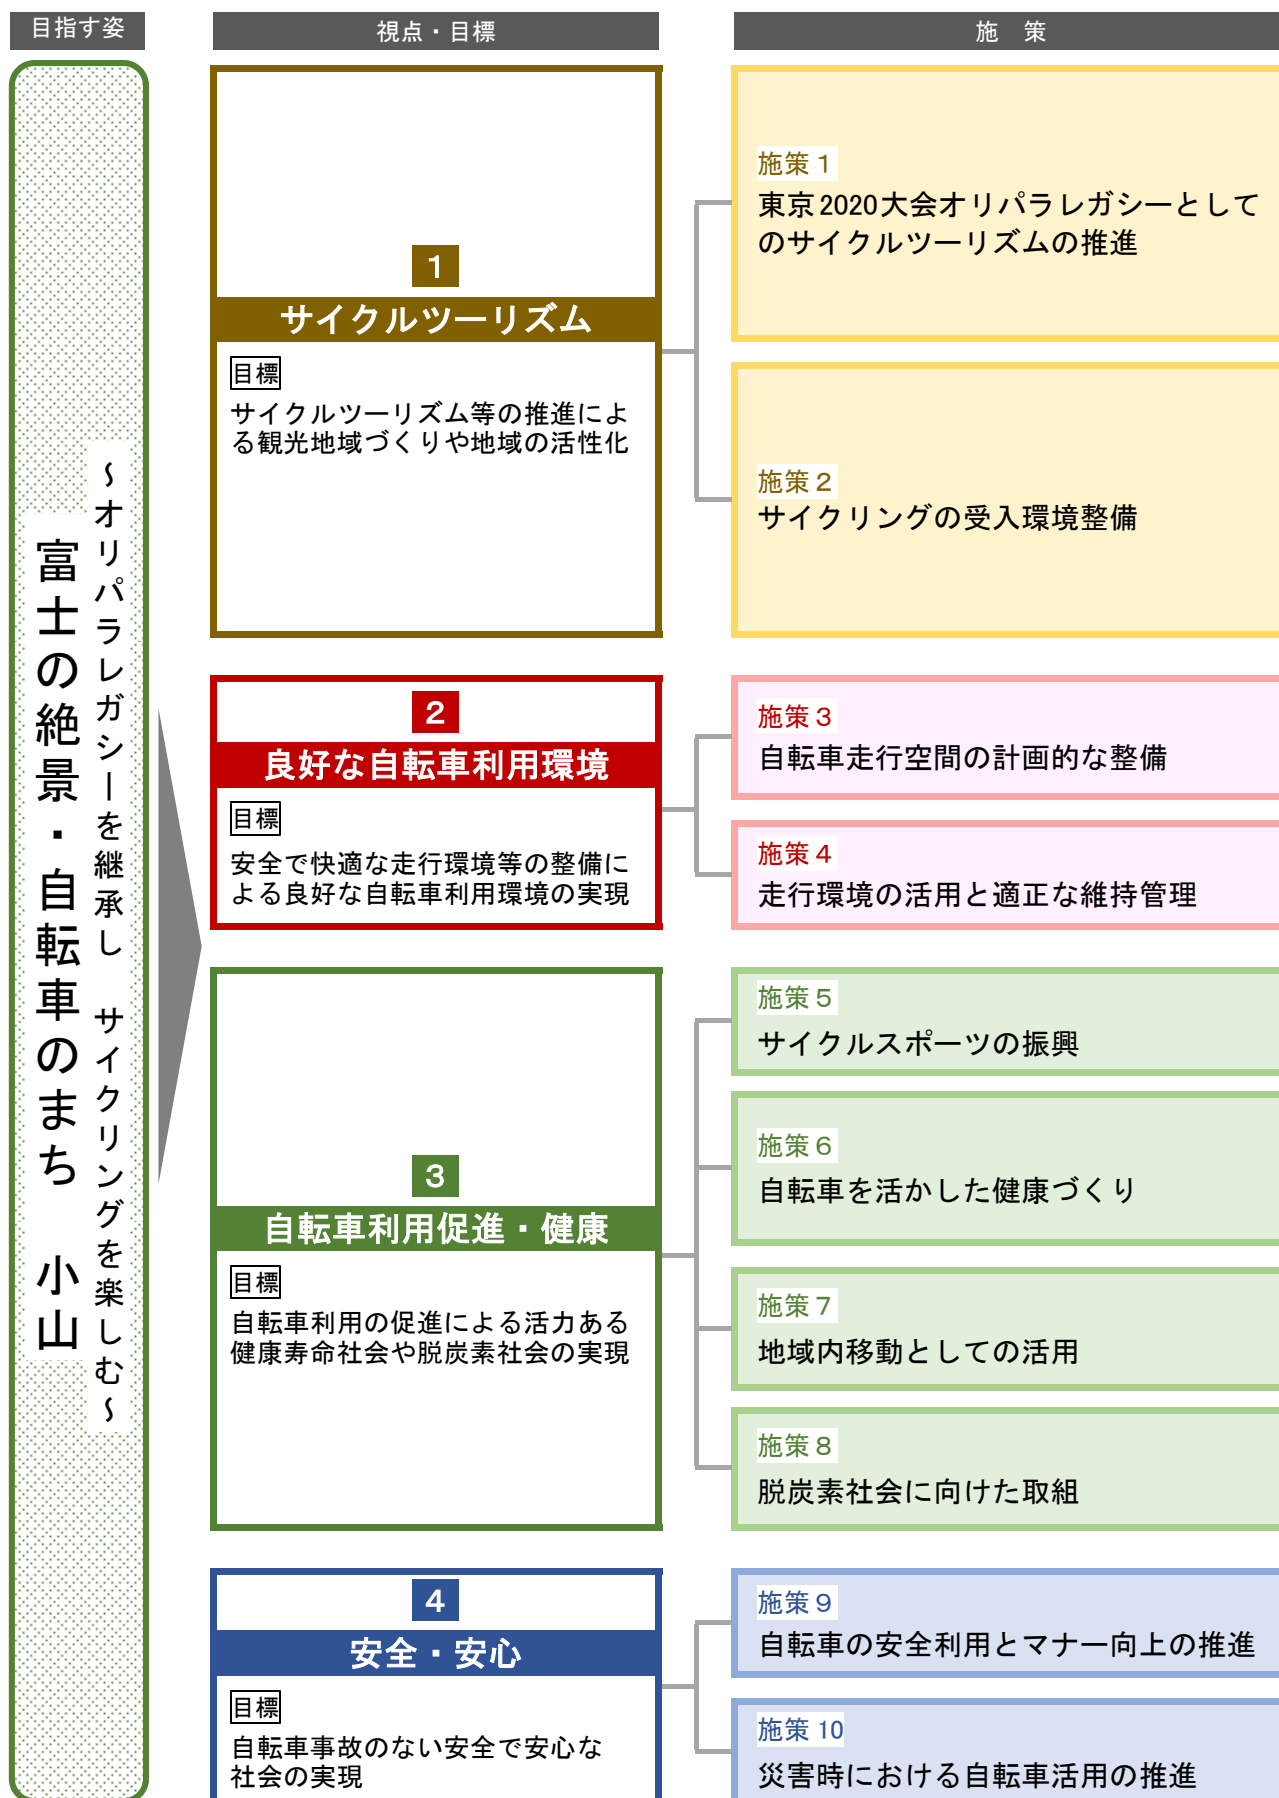 目指す姿
視点・目標
施　策
～オリパラレガシーを継承し　サイクリングを楽しむ～
富士の絶景・自転車のまち　小山
1
サイクルツーリズム
目標
サイクルツーリズム等の推進によ
る観光地域づくりや地域の活性化
施策１
東京2020大会オリパラレガシーとして
のサイクルツーリズムの推進
施策２
サイクリングの受入環境整備
2
良好な自転車利用環境
目標
安全で快適な走行環境等の整備に
よる良好な自転車利用環境の実現
施策３
自転車走行空間の計画的な整備
施策４
走行環境の活用と適正な維持管理
3
自転車利用促進・健康
目標
自転車利用の促進による活力ある
健康寿命社会や脱炭素社会の実現
施策５
サイクルスポーツの振興
施策６
自転車を活かした健康づくり
施策７
地域内移動としての活用
施策８
脱炭素社会に向けた取組
4
安全・安心
目標
自転車事故のない安全で安心な
社会の実現
施策９
自転車の安全利用とマナー向上の推進
施策10
災害時における自転車活用の推進